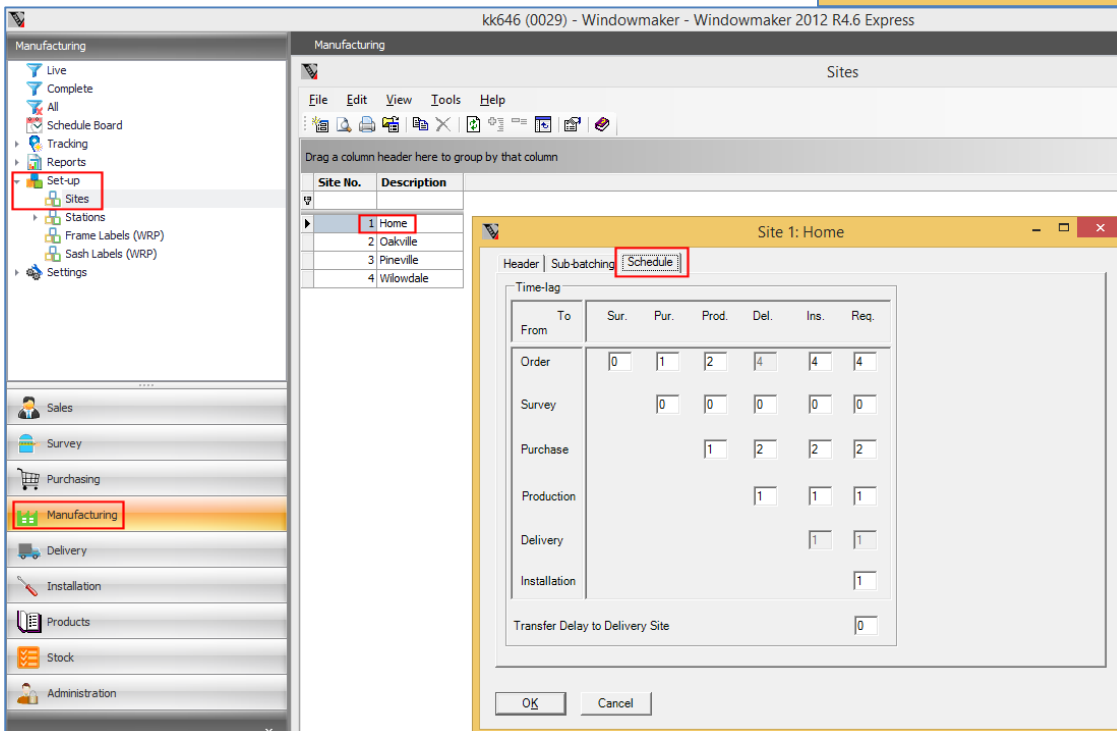 kk646 (0029) - Windowmaker - Windowmaker 2012 R4.6 Express
Manufacturing
Live
Complete
All
Schedule Board
Tracking
Reports
Set-up
Sites
Stations
Frame Labels (WRP)
Sash Labels (WRP)
Settings
Sales
Survey
Purchasing
Manufacturing
Delivery
Installation
Products
Stock
Administration
Manufacturing
Sites
File Edit View Tools Help
Drag a column header here to group by that column
Site No. Description
1 Home
2 Oakville
3 Pineville
4 Wilowdale
Site 1: Home
Header Sub-batching Schedule
Time-lag
To
From Sur. Pur. Prod. Del. Ins. Req.
Order 0 1 2 4 4 4
Survey 0 0 0 0 0
Purchase 1 2 2 2
Production 1 1 1
Delivery 1 1
Installation 1
Transfer Delay to Delivery Site 0
OK Cancel